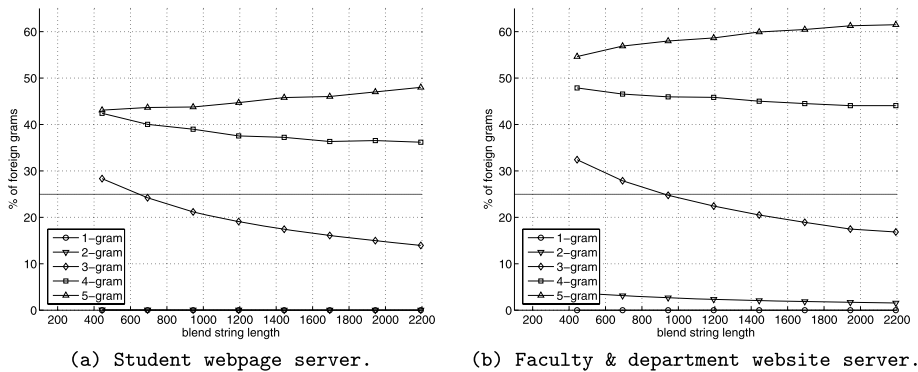 60
50
40
30
20
10
0
% of foreign grams
1-gram
2-gram
3-gram
4-gram
5-gram
200 400 600 800 1000 1200 1400 1600 1800 2000 2200
blend string length
(a) Student webpage server.
60
50
40
30
20
10
0
% of foreign grams
1-gram
2-gram
3-gram
4-gram
5-gram
200 400 600 800 1000 1200 1400 1600 1800 2000 2200
blend string length
(b) Faculty & department website server.